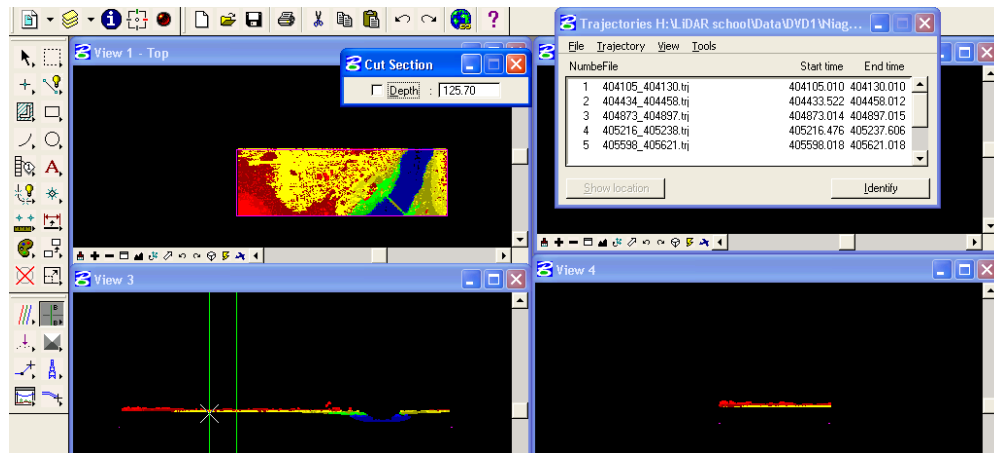 Trajectories H:\LiDAR school\Data\DVD1\Niag...
View 1 - Top
Cut Section
Depth : 125.70
File Trajectory View Tools
NumbeFile Start time End time
1 404105_404130.trj 404105.010 404130.010
2 404434_404458.trj 404433.522 404458.012
3 404873_404897.trj 404873.014 404897.015
4 405216_405238.trj 405216.476 405237.606
5 405598_405621.trj 405598.018 405621.018
Show location Identify
View 3
View 4